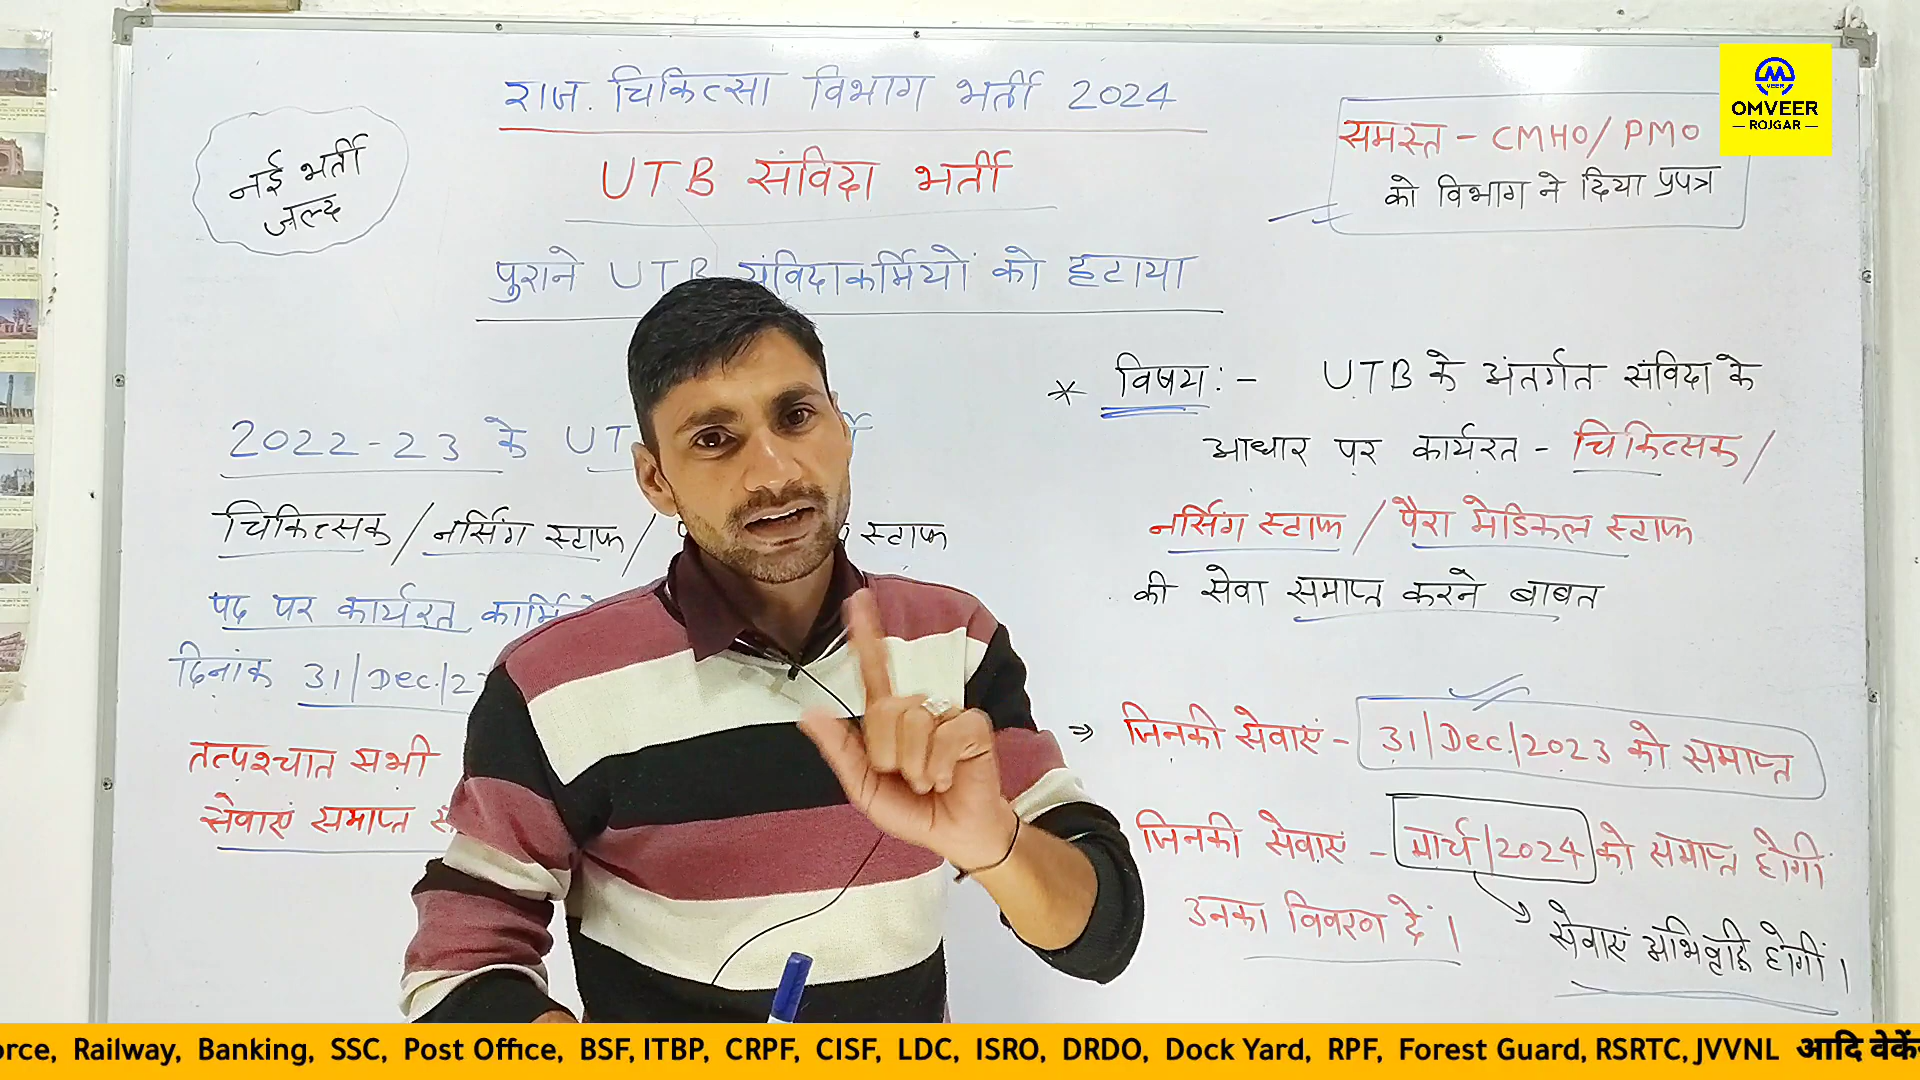 राज. चिकित्सा विभाग भर्ती 2024
UTB संविदा भर्ती
पुराने UTB संविदाकर्मियों को हटाया
नई भर्ती
जल्द
समस्त - CMHO/PMO
को विभाग ने दिया प्रपत्र
VEER
OMVEER
— ROJGAR —
2022-23 के
चिकित्सक / नर्सिंग स्टाफ / स्टाफ
पद पर कार्यरत
दिनांक 31/Dec./2
तत्पश्चात सभी
सेवाएं समाप्त
* विषय :- UTB के अंतर्गत संविदा के
आधार पर कार्यरत - चिकित्सक /
नर्सिंग स्टाफ / पैरा मेडिकल स्टाफ
की सेवा समाप्त करने बाबत
⇒ जिनकी सेवाएं - 31/Dec./2023 को समाप्त
जिनकी सेवाएं - मार्च/2024 को समाप्त होगी
उनका विवरण दें।
सेवाएं अभिवृद्धि होगीं।
orce, Railway, Banking, SSC, Post Office, BSF, ITBP, CRPF, CISF, LDC, ISRO, DRDO, Dock Yard, RPF, Forest Guard, RSRTC, JVVNL आदि